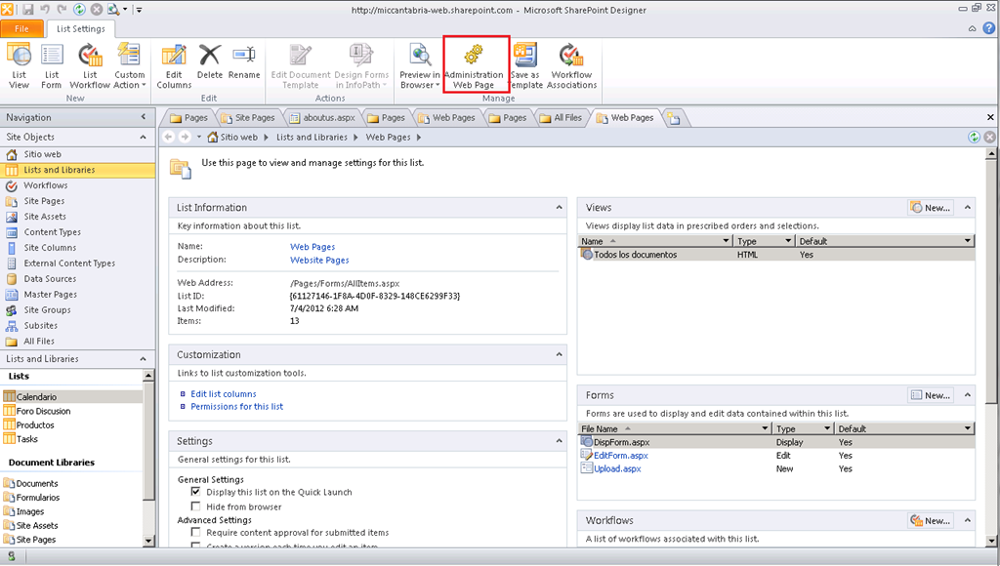 http://miccantabria-web.sharepoint.com - Microsoft SharePoint Designer
File
List Settings
List View
List Form
List Workflow
Custom Action
Edit Columns
Delete
Rename
Edit Document Template
Design Forms in InfoPath
Preview in Browser
Administration Web Page
Save as Template
Workflow Associations
New
Edit
Actions
Manage
Navigation
Pages
Site Pages
aboutus.aspx
Pages
Web Pages
Pages
All Files
Web Pages
Site Objects
Sitio web
Lists and Libraries
Web Pages
Sitio web
Lists and Libraries
Workflows
Site Pages
Site Assets
Content Types
Site Columns
External Content Types
Data Sources
Master Pages
Site Groups
Subsites
All Files
Lists and Libraries
Lists
Calendario
Foro Discusion
Productos
Tasks
Document Libraries
Documents
Formularios
Images
Site Assets
Site Pages
Use this page to view and manage settings for this list.
List Information
Key information about this list.
Name: Web Pages
Description: Website Pages
Web Address: /Pages/Forms/AllItems.aspx
List ID: {61127146-1F8A-4D0F-8329-148CE6299F33}
Last Modified: 7/4/2012 6:28 AM
Items: 13
Customization
Links to list customization tools.
Edit list columns
Permissions for this list
Settings
General settings for this list.
General Settings
Display this list on the Quick Launch
Hide from browser
Advanced Settings
Require content approval for submitted items
Create a version each time you edit an item
Views
New...
Views display list data in prescribed orders and selections.
Name Type Default
Todos los documentos HTML Yes
Forms
New...
Forms are used to display and edit data contained within this list.
File Name Type Default
DispForm.aspx Display Yes
EditForm.aspx Edit Yes
Upload.aspx New Yes
Workflows
New...
A list of workflows associated with this list.